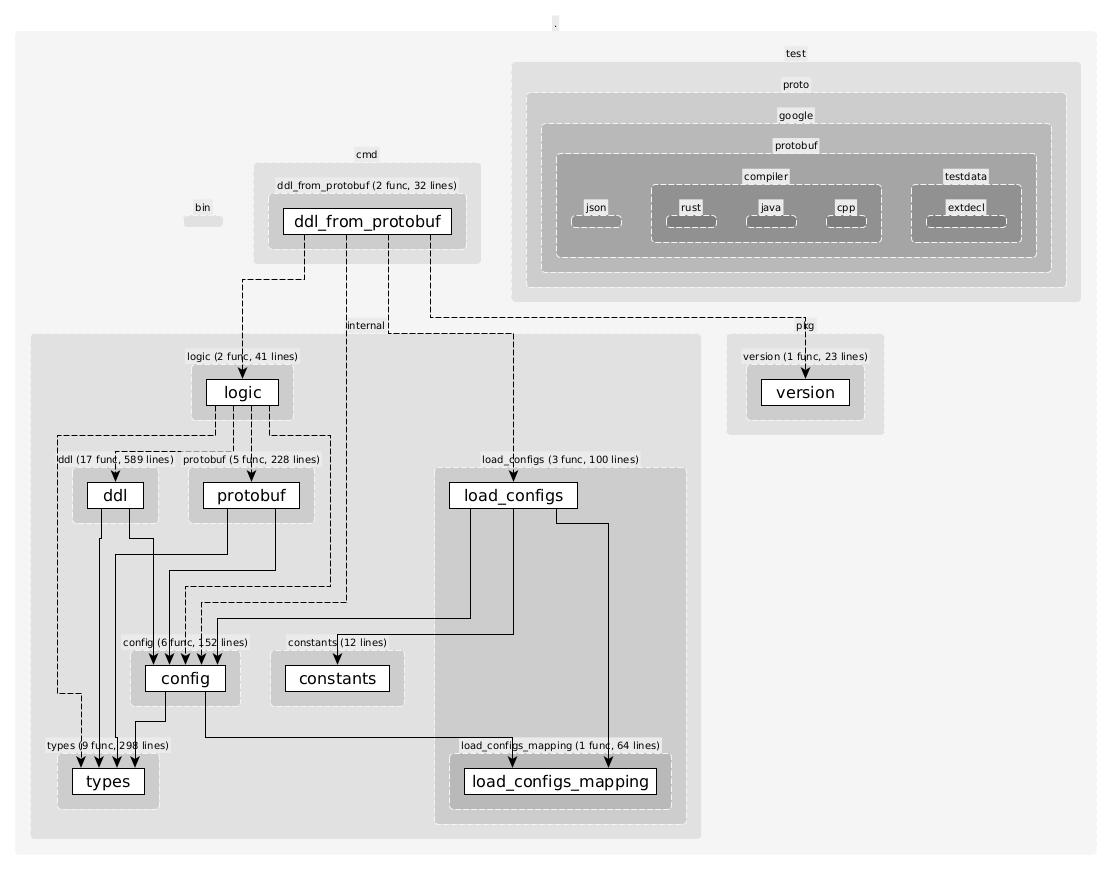 .
test
proto
google
protobuf
compiler
testdata
json
rust
java
cpp
extdecl
cmd
ddl_from_protobuf (2 func, 32 lines)
ddl_from_protobuf
bin
internal
pkg
logic (2 func, 41 lines)
logic
version (1 func, 23 lines)
version
ddl (17 func, 589 lines)
ddl
protobuf (5 func, 228 lines)
protobuf
load_configs (3 func, 100 lines)
load_configs
config (6 func, 152 lines)
config
constants (12 lines)
constants
types (9 func, 298 lines)
types
load_configs_mapping (1 func, 64 lines)
load_configs_mapping